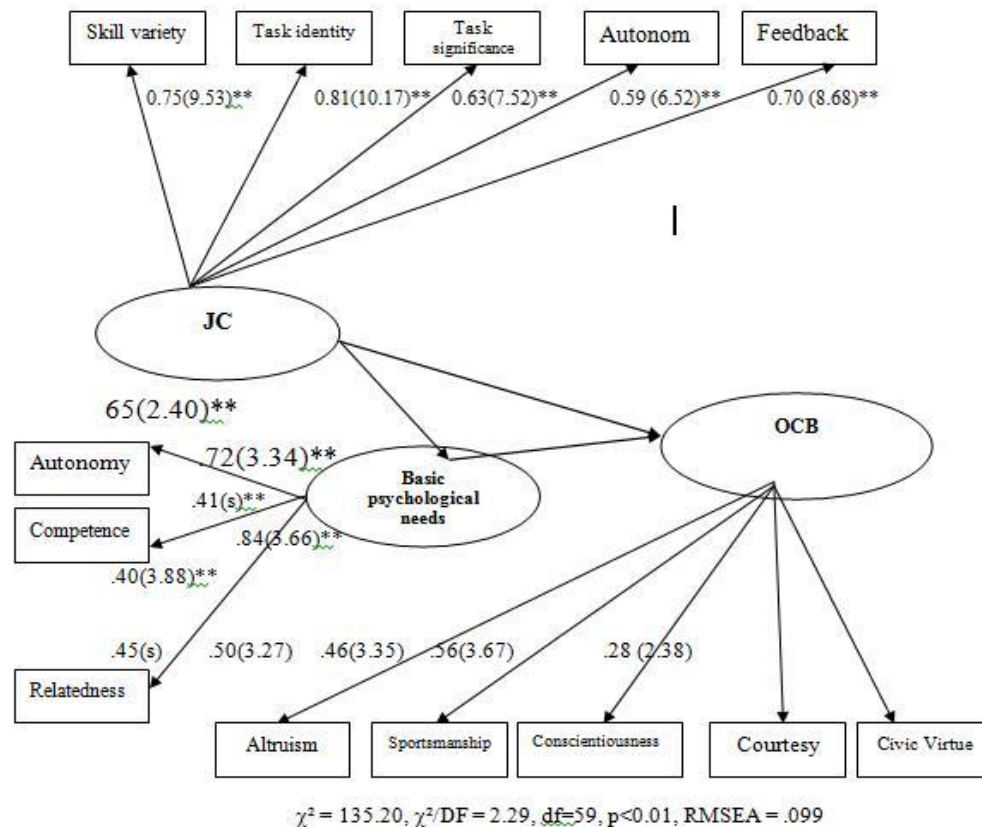 Skill variety
Task identity
Task
significance
Autonom
Feedback
0.75(9.53)**
0.81(10.17)**
0.63(7.52)**
0.59 (6.52)**
0.70 (8.68)**
JC
65(2.40)**
OCB
Autonomy
.72(3.34)**
Basic
psychological
needs
.41(s)**
Competence
.84(3.66)**
.40(3.88)**
.45(s)
.50(3.27)
.46(3.35)
.56(3.67)
.28 (2.38)
Relatedness
Altruism
Sportsmanship
Conscientiousness
Courtesy
Civic Virtue
χ² = 135.20, χ²/DF = 2.29, df=59, p<0.01, RMSEA = .099